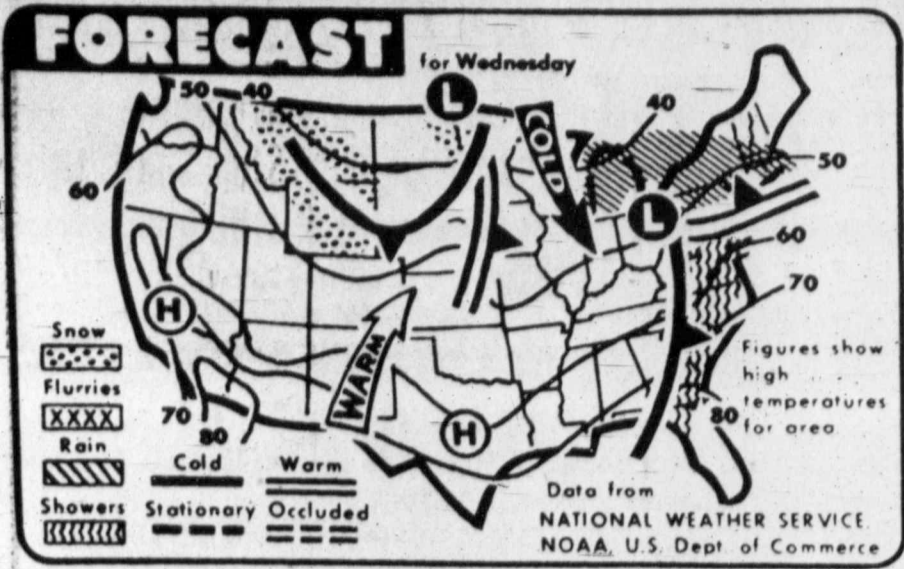 FORECAST
for Wednesday
50 40
L
COLD
40
50
60
L
60
70
H
Snow
Flurries
XXXX
Rain
Showers
70
80
WARM
H
80
Figures show
high
temperatures
for area
Cold Warm
Stationary Occluded
Data from
NATIONAL WEATHER SERVICE,
NOAA, U.S. Dept. of Commerce